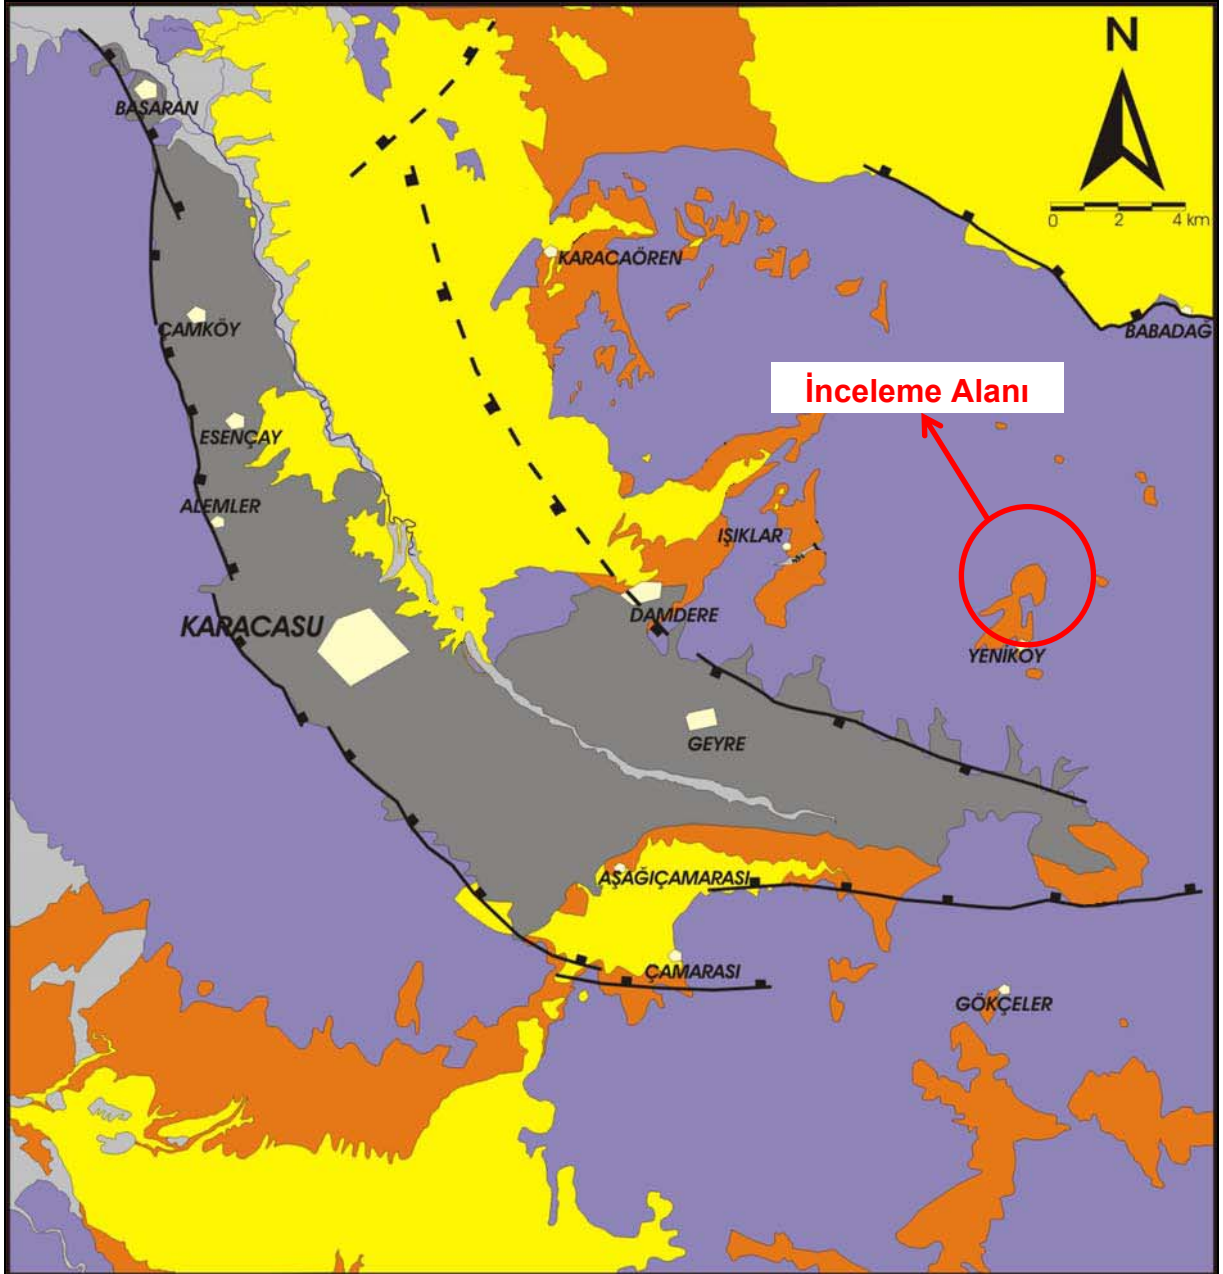 N
0 2 4 km
BAŞARAN
KARACAÖREN
ÇAMKÖY
BABADAĞ
İnceleme Alanı
ESENÇAY
ALEMLER
IŞIKLAR
DAMDERE
KARACASU
YENİKÖY
GEYRE
AŞAĞIÇAMARASI
ÇAMARASI
GÖKÇELER